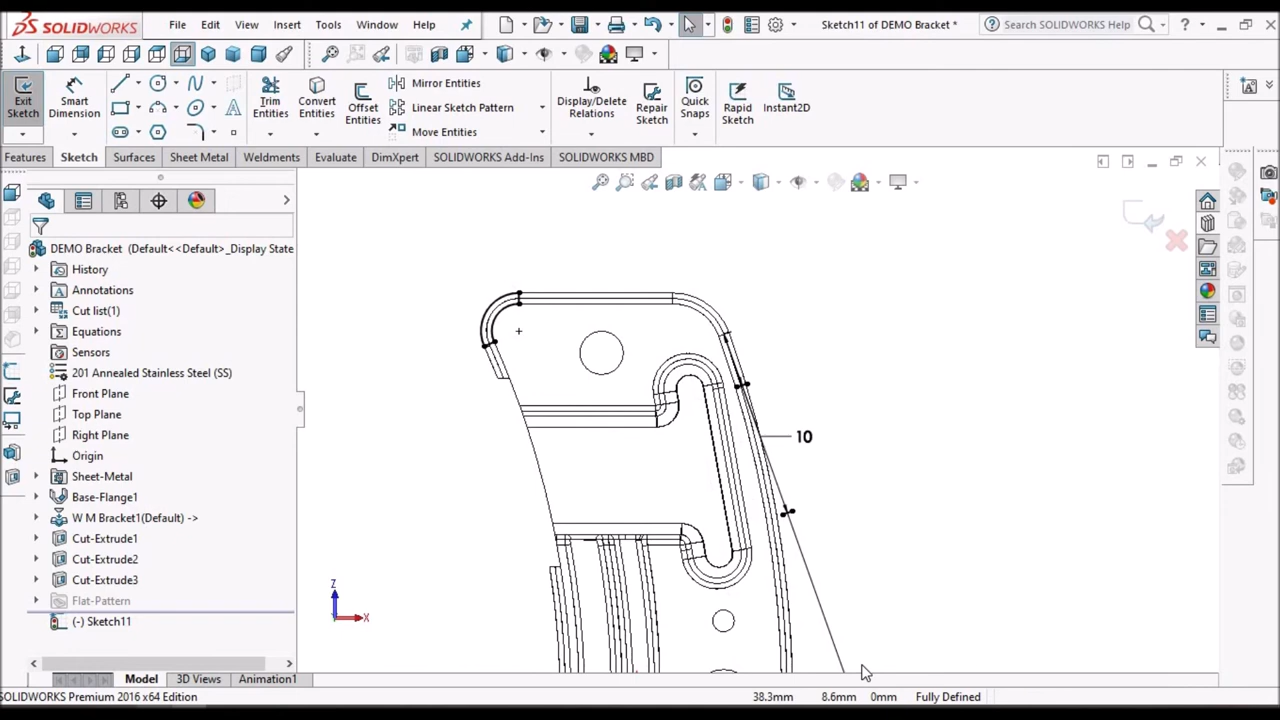 SOLIDWORKS File Edit View Insert Tools Window Help Sketch11 of DEMO Bracket * Search SOLIDWORKS Help ?
Exit Sketch
Smart Dimension
Trim Entities
Convert Entities
Offset Entities
Mirror Entities
Linear Sketch Pattern
Move Entities
Display/Delete Relations
Repair Sketch
Quick Snaps
Rapid Sketch
Instant2D
Features Sketch Surfaces Sheet Metal Weldments Evaluate DimXpert SOLIDWORKS Add-Ins SOLIDWORKS MBD
DEMO Bracket (Default<<Default>_Display State
History
Annotations
Cut list(1)
Equations
Sensors
201 Annealed Stainless Steel (SS)
Front Plane
Top Plane
Right Plane
Origin
Sheet-Metal
Base-Flange1
W M Bracket1(Default) ->
Cut-Extrude1
Cut-Extrude2
Cut-Extrude3
Flat-Pattern
(-) Sketch11
10
Z
X
Model 3D Views Animation1
SOLIDWORKS Premium 2016 x64 Edition 38.3mm 8.6mm 0mm Fully Defined